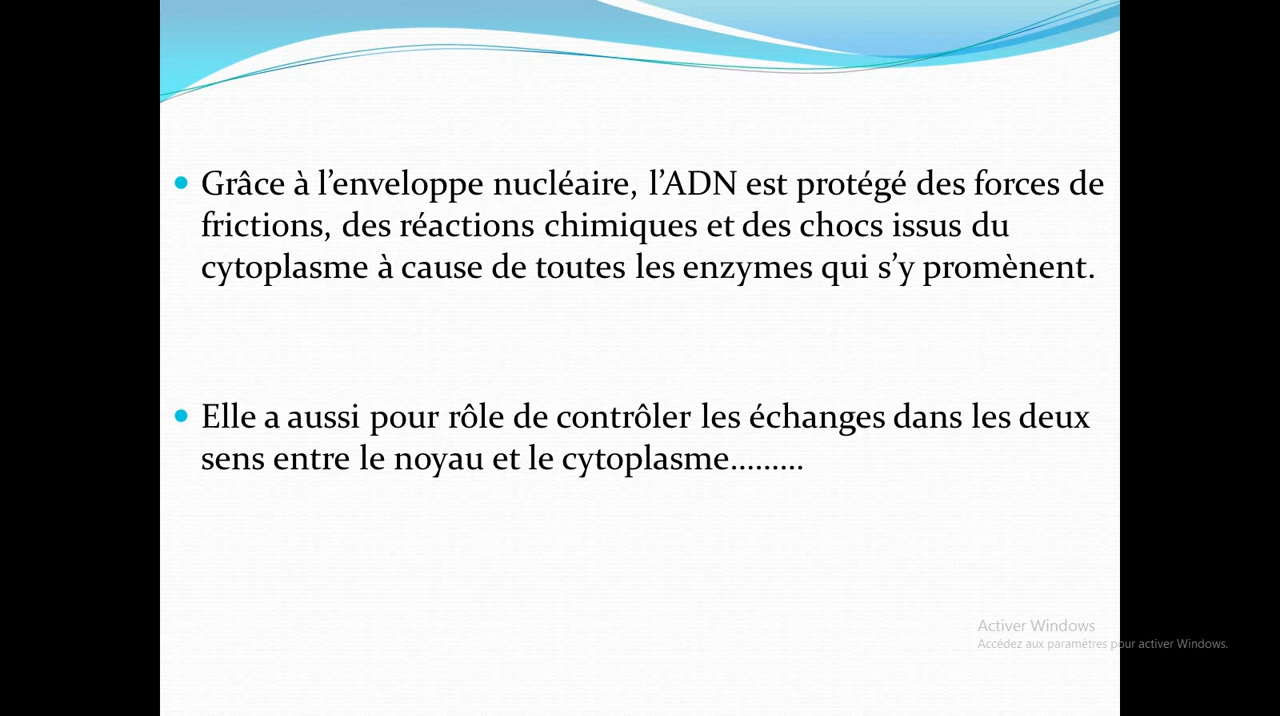 Grâce à l’enveloppe nucléaire, l’ADN est protégé des forces de
frictions, des réactions chimiques et des chocs issus du
cytoplasme à cause de toutes les enzymes qui s’y promènent.
Elle a aussi pour rôle de contrôler les échanges dans les deux
sens entre le noyau et le cytoplasme.........
Activer Windows
Accédez aux paramètres pour activer Windows.